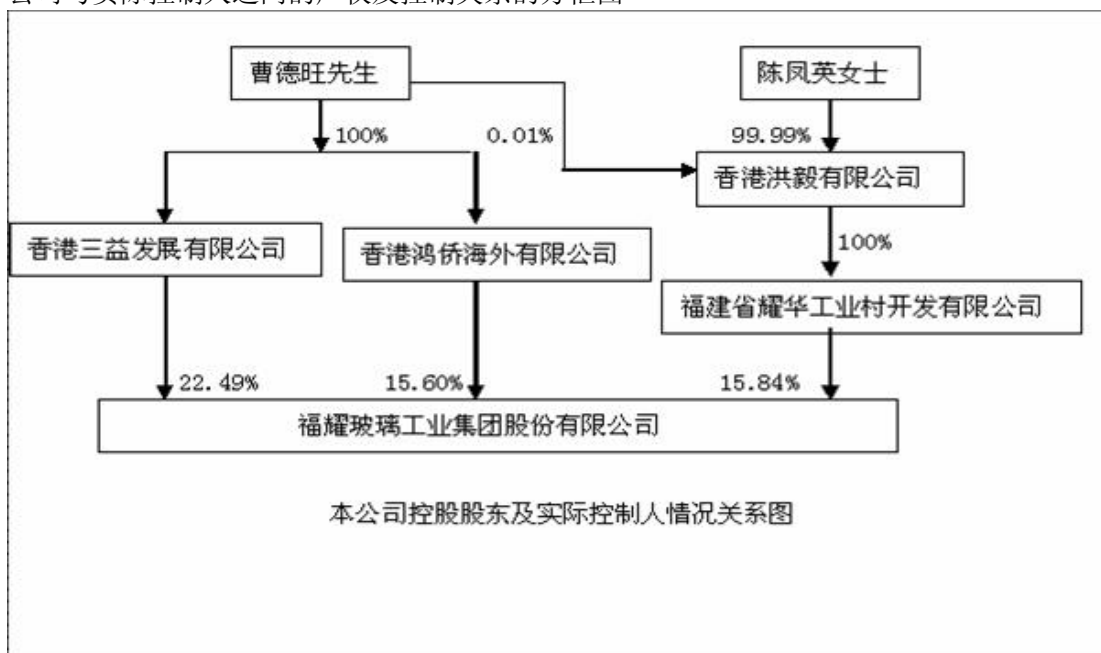 曹德旺先生
陈凤英女士
100%
0.01%
99.99%
香港洪毅有限公司
香港三益发展有限公司
香港鸿侨海外有限公司
100%
福建省耀华工业村开发有限公司
22.49%
15.60%
15.84%
福耀玻璃工业集团股份有限公司
本公司控股股东及实际控制人情况关系图